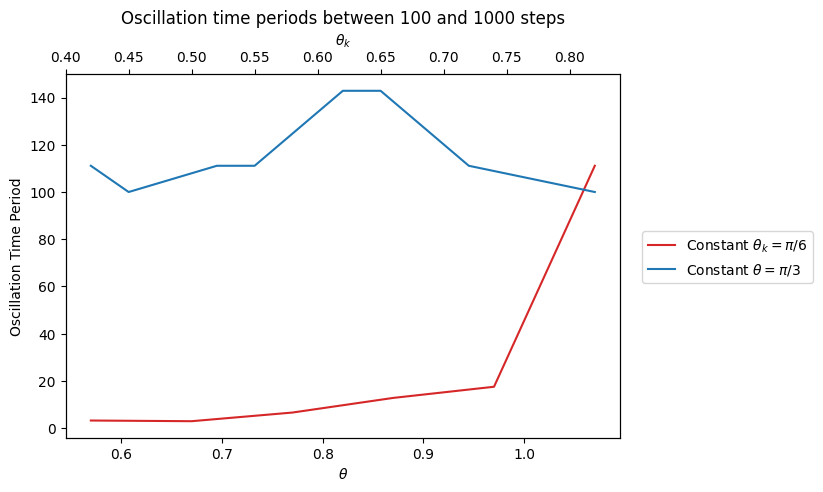 Oscillation time periods between 100 and 1000 steps
θ_k
0.40 0.45 0.50 0.55 0.60 0.65 0.70 0.75 0.80
140
120
100
80
60
40
20
0
Oscillation Time Period
0.6 0.7 0.8 0.9 1.0
θ
Constant θ_k = π/6
Constant θ = π/3